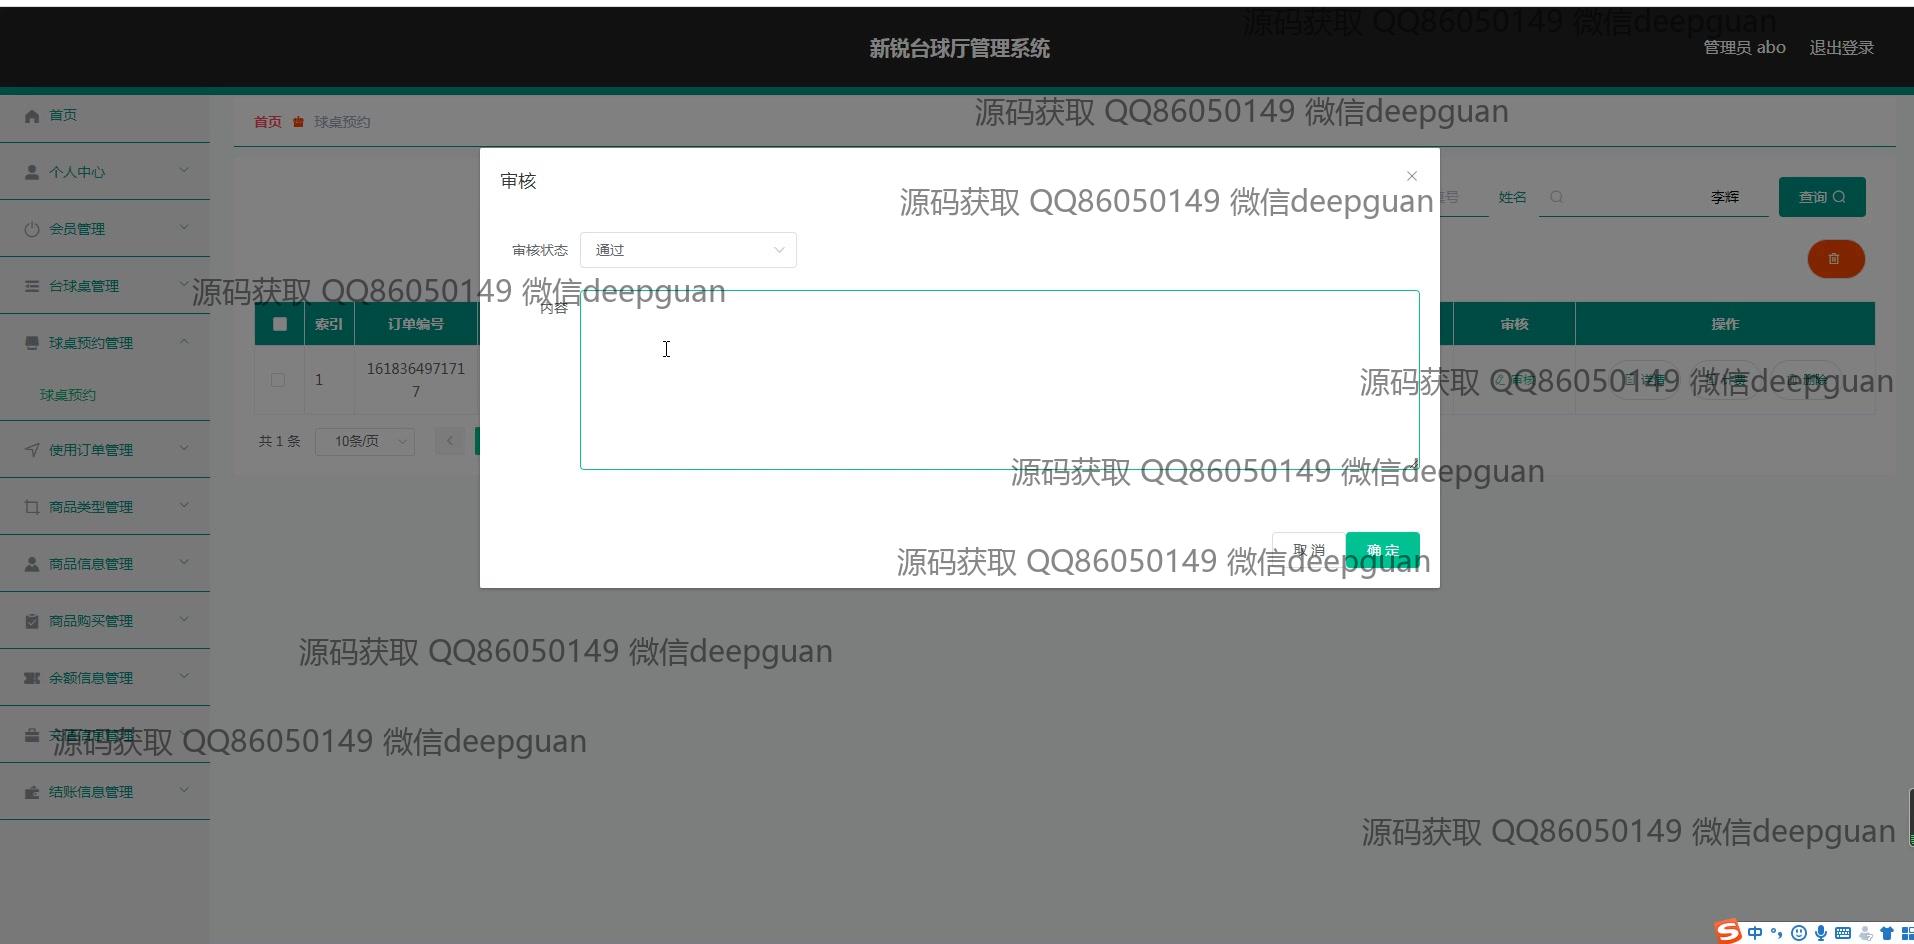 源码获取 QQ86050149 微信deepguan
新锐台球厅管理系统
管理员 abo
退出登录
首页
个人中心
会员管理
台球桌管理
球桌预约管理
球桌预约
使用订单管理
商品类型管理
商品信息管理
商品购买管理
余额信息管理
结账信息管理
首页 球桌预约
源码获取 QQ86050149 微信deepguan
姓名 李辉 查询
源码获取 QQ86050149 微信deepguan
审核
审核状态 通过
源码获取 QQ86050149 微信deepguan
内容
索引 订单编号 审核 操作
1 161836497171
7
审核 详情 删除
源码获取 QQ86050149 微信deepguan
共 1 条 10条/页
源码获取 QQ86050149 微信deepguan
取 消 确 定
源码获取 QQ86050149 微信deepguan
源码获取 QQ86050149 微信deepguan
源码获取 QQ86050149 微信deepguan
源码获取 QQ86050149 微信deepguan
中